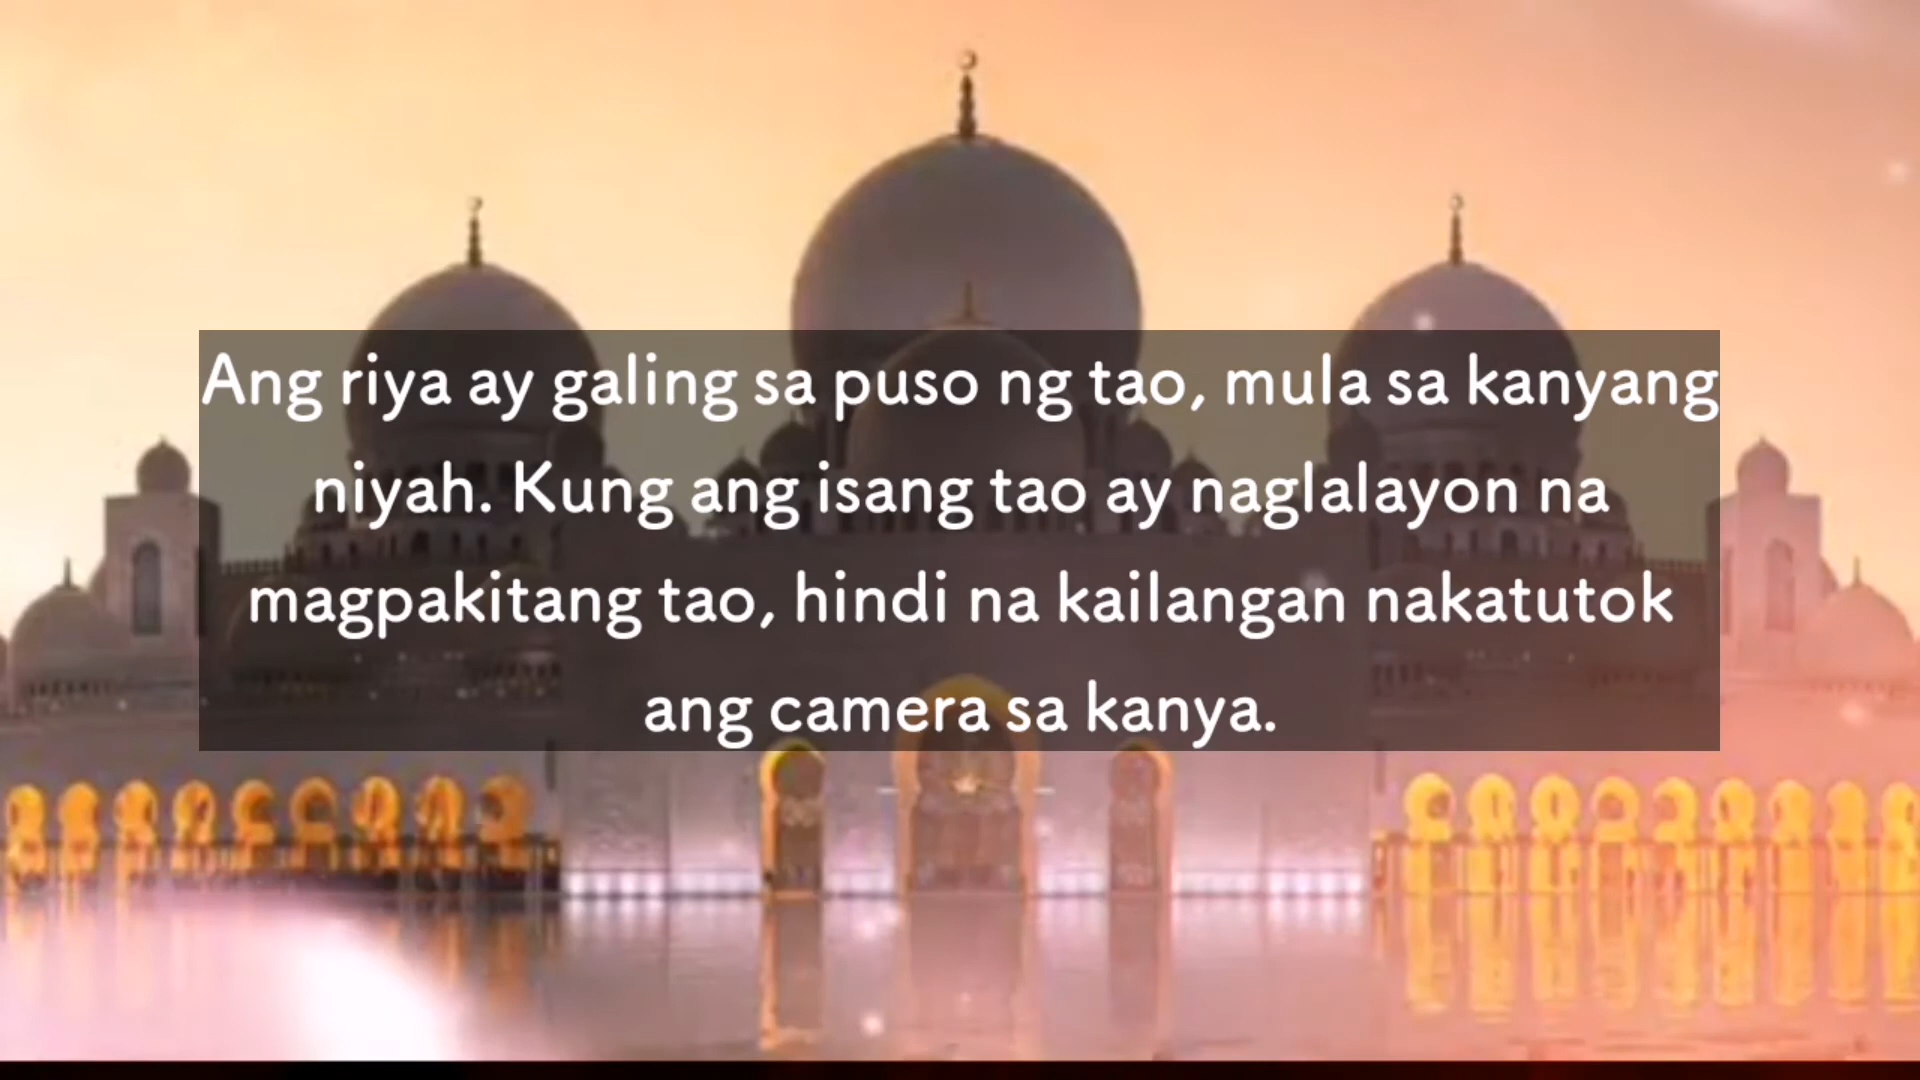 Ang riya ay galing sa puso ng tao, mula sa kanyang
niyah. Kung ang isang tao ay naglalayon na
magpakitang tao, hindi na kailangan nakatutok
ang camera sa kanya.